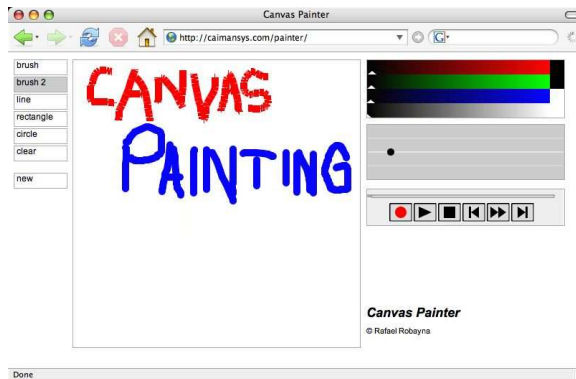 Canvas Painter
http://caimansys.com/painter/
G
brush
brush 2
line
rectangle
circle
clear
new
CANVAS
PAINTING
Canvas Painter
© Rafael Robayna
Done